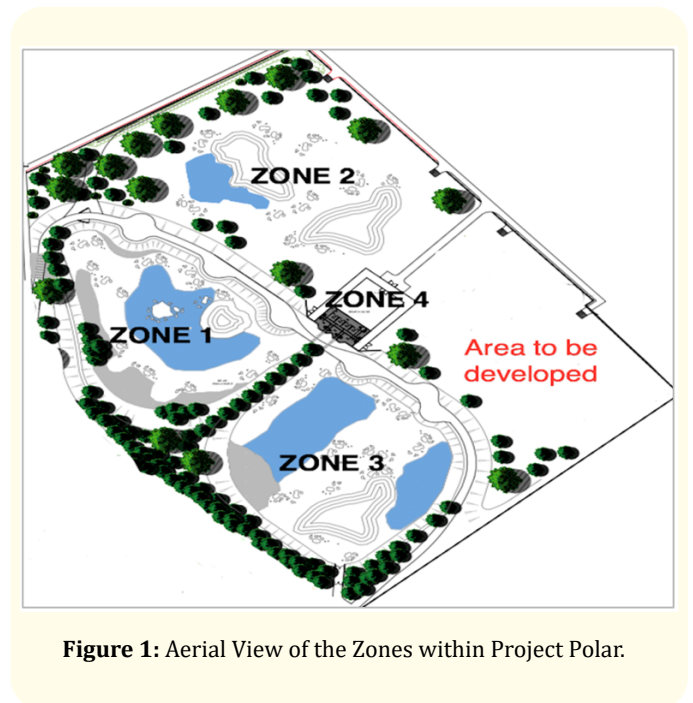 ZONE 2
ZONE 4
ZONE 1
Area to be
developed
ZONE 3
Figure 1: Aerial View of the Zones within Project Polar.